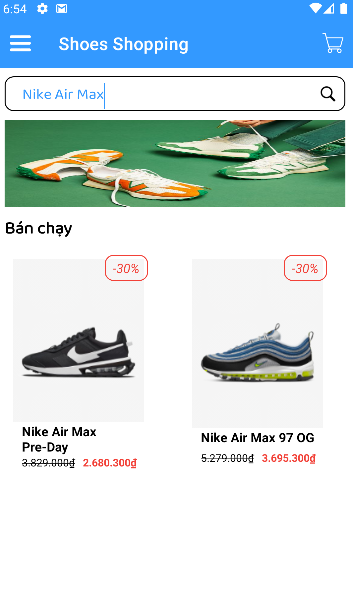 6:54
Shoes Shopping
Nike Air Max
Bán chạy
-30%
-30%
Nike Air Max
Pre-Day
3.829.000₫ 2.680.300₫
Nike Air Max 97 OG
5.279.000₫ 3.695.300₫